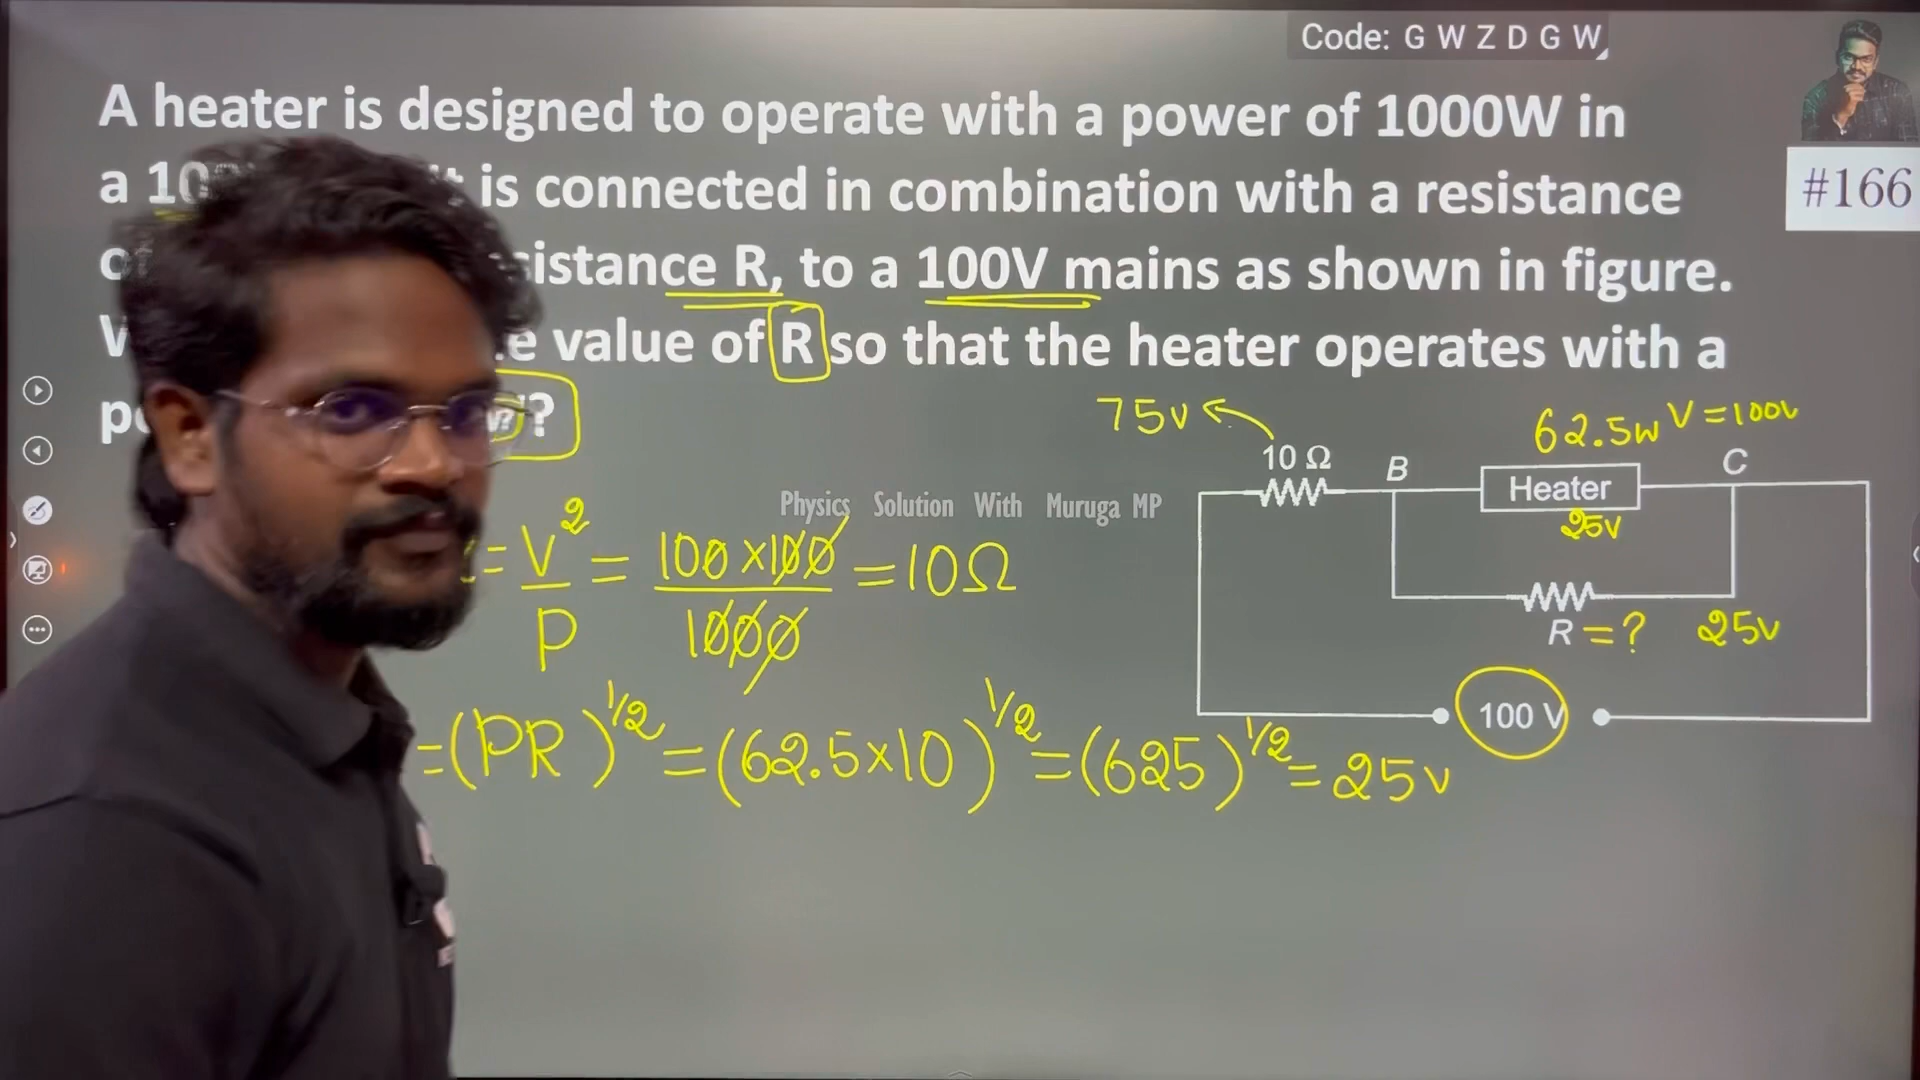 Code: G W Z D G W
A heater is designed to operate with a power of 1000W in
a 10 is connected in combination with a resistance
#166
resistance R, to a 100V mains as shown in figure.
value of R so that the heater operates with a
?
75v
62.5w V=100V
10 Ω B Heater C
25v
Physics Solution With Muruga MP
= V²/P = 100×100/1000 = 10Ω
R =? 25v
100 V
=(PR)^1/2 =(62.5×10)^1/2 =(625)^1/2 = 25v